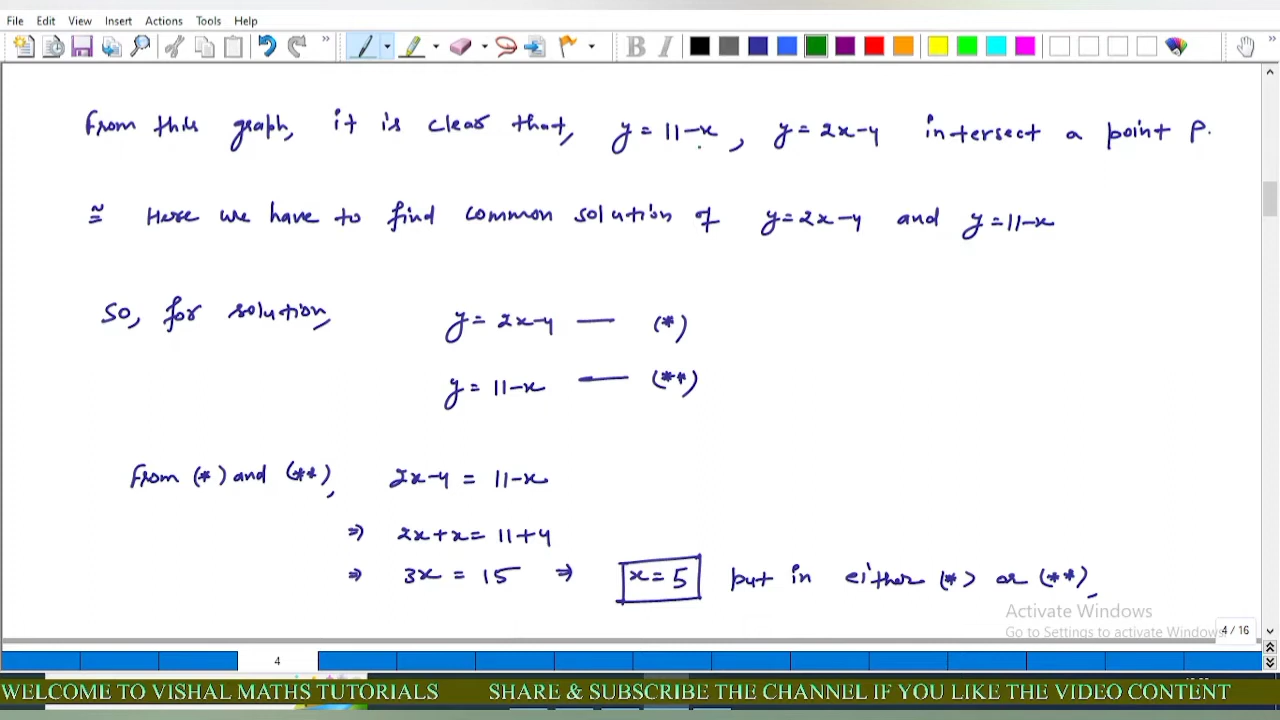 File Edit View Insert Actions Tools Help
B I
From this graph, it is clear that, y = 11-x, y = 2x-4 intersect a point P.
≅ Here we have to find common solution of y=2x-4 and y=11-x
So, for solution,
y = 2x-4 — (*)
y = 11-x — (**)
From (*) and (**), 2x-4 = 11-x
⇒ 2x+x = 11+4
⇒ 3x = 15 ⇒ x=5 put in either (*) or (**),
Activate Windows
Go to Settings to activate Windows.
4 / 16
4
WELCOME TO VISHAL MATHS TUTORIALS SHARE & SUBSCRIBE THE CHANNEL IF YOU LIKE THE VIDEO CONTENT